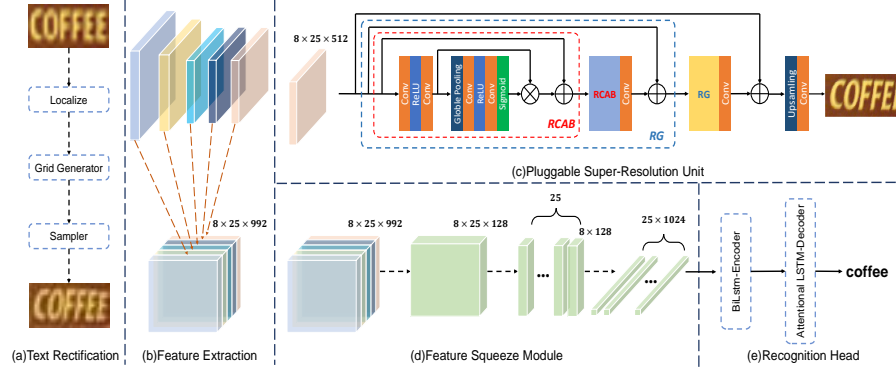 COFFEE
Localize
Grid Generator
Sampler
COFFEE
(a)Text Rectification
8 × 25 × 992
(b)Feature Extraction
8 × 25 × 512
Conv
ReLU
Conv
Globle Pooling
Conv
ReLU
Conv
Sigmoid
RCAB
RCAB
RG
RG
Conv
Upsamling
Conv
COFFEE
(c)Pluggable Super-Resolution Unit
8 × 25 × 992
8 × 25 × 128
25
•••
8 × 128
25 × 1024
•••
(d)Feature Squeeze Module
BiLstm-Encoder
Attentional LSTM-Decoder
coffee
(e)Recognition Head